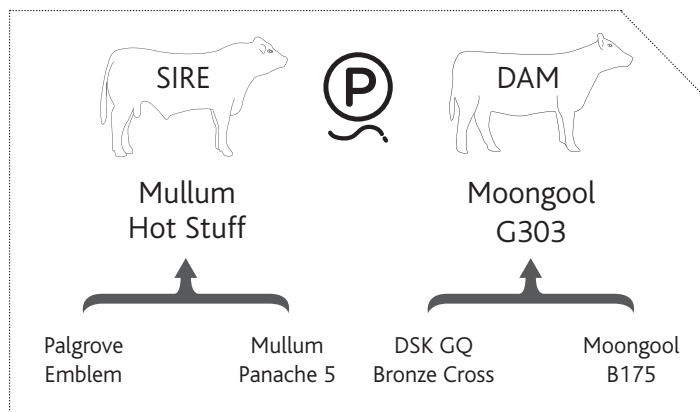 SIRE
P
DAM
Mullum
Hot Stuff
Moongool
G303
Palgrove
Emblem
Mullum
Panache 5
DSK GQ
Bronze Cross
Moongool
B175